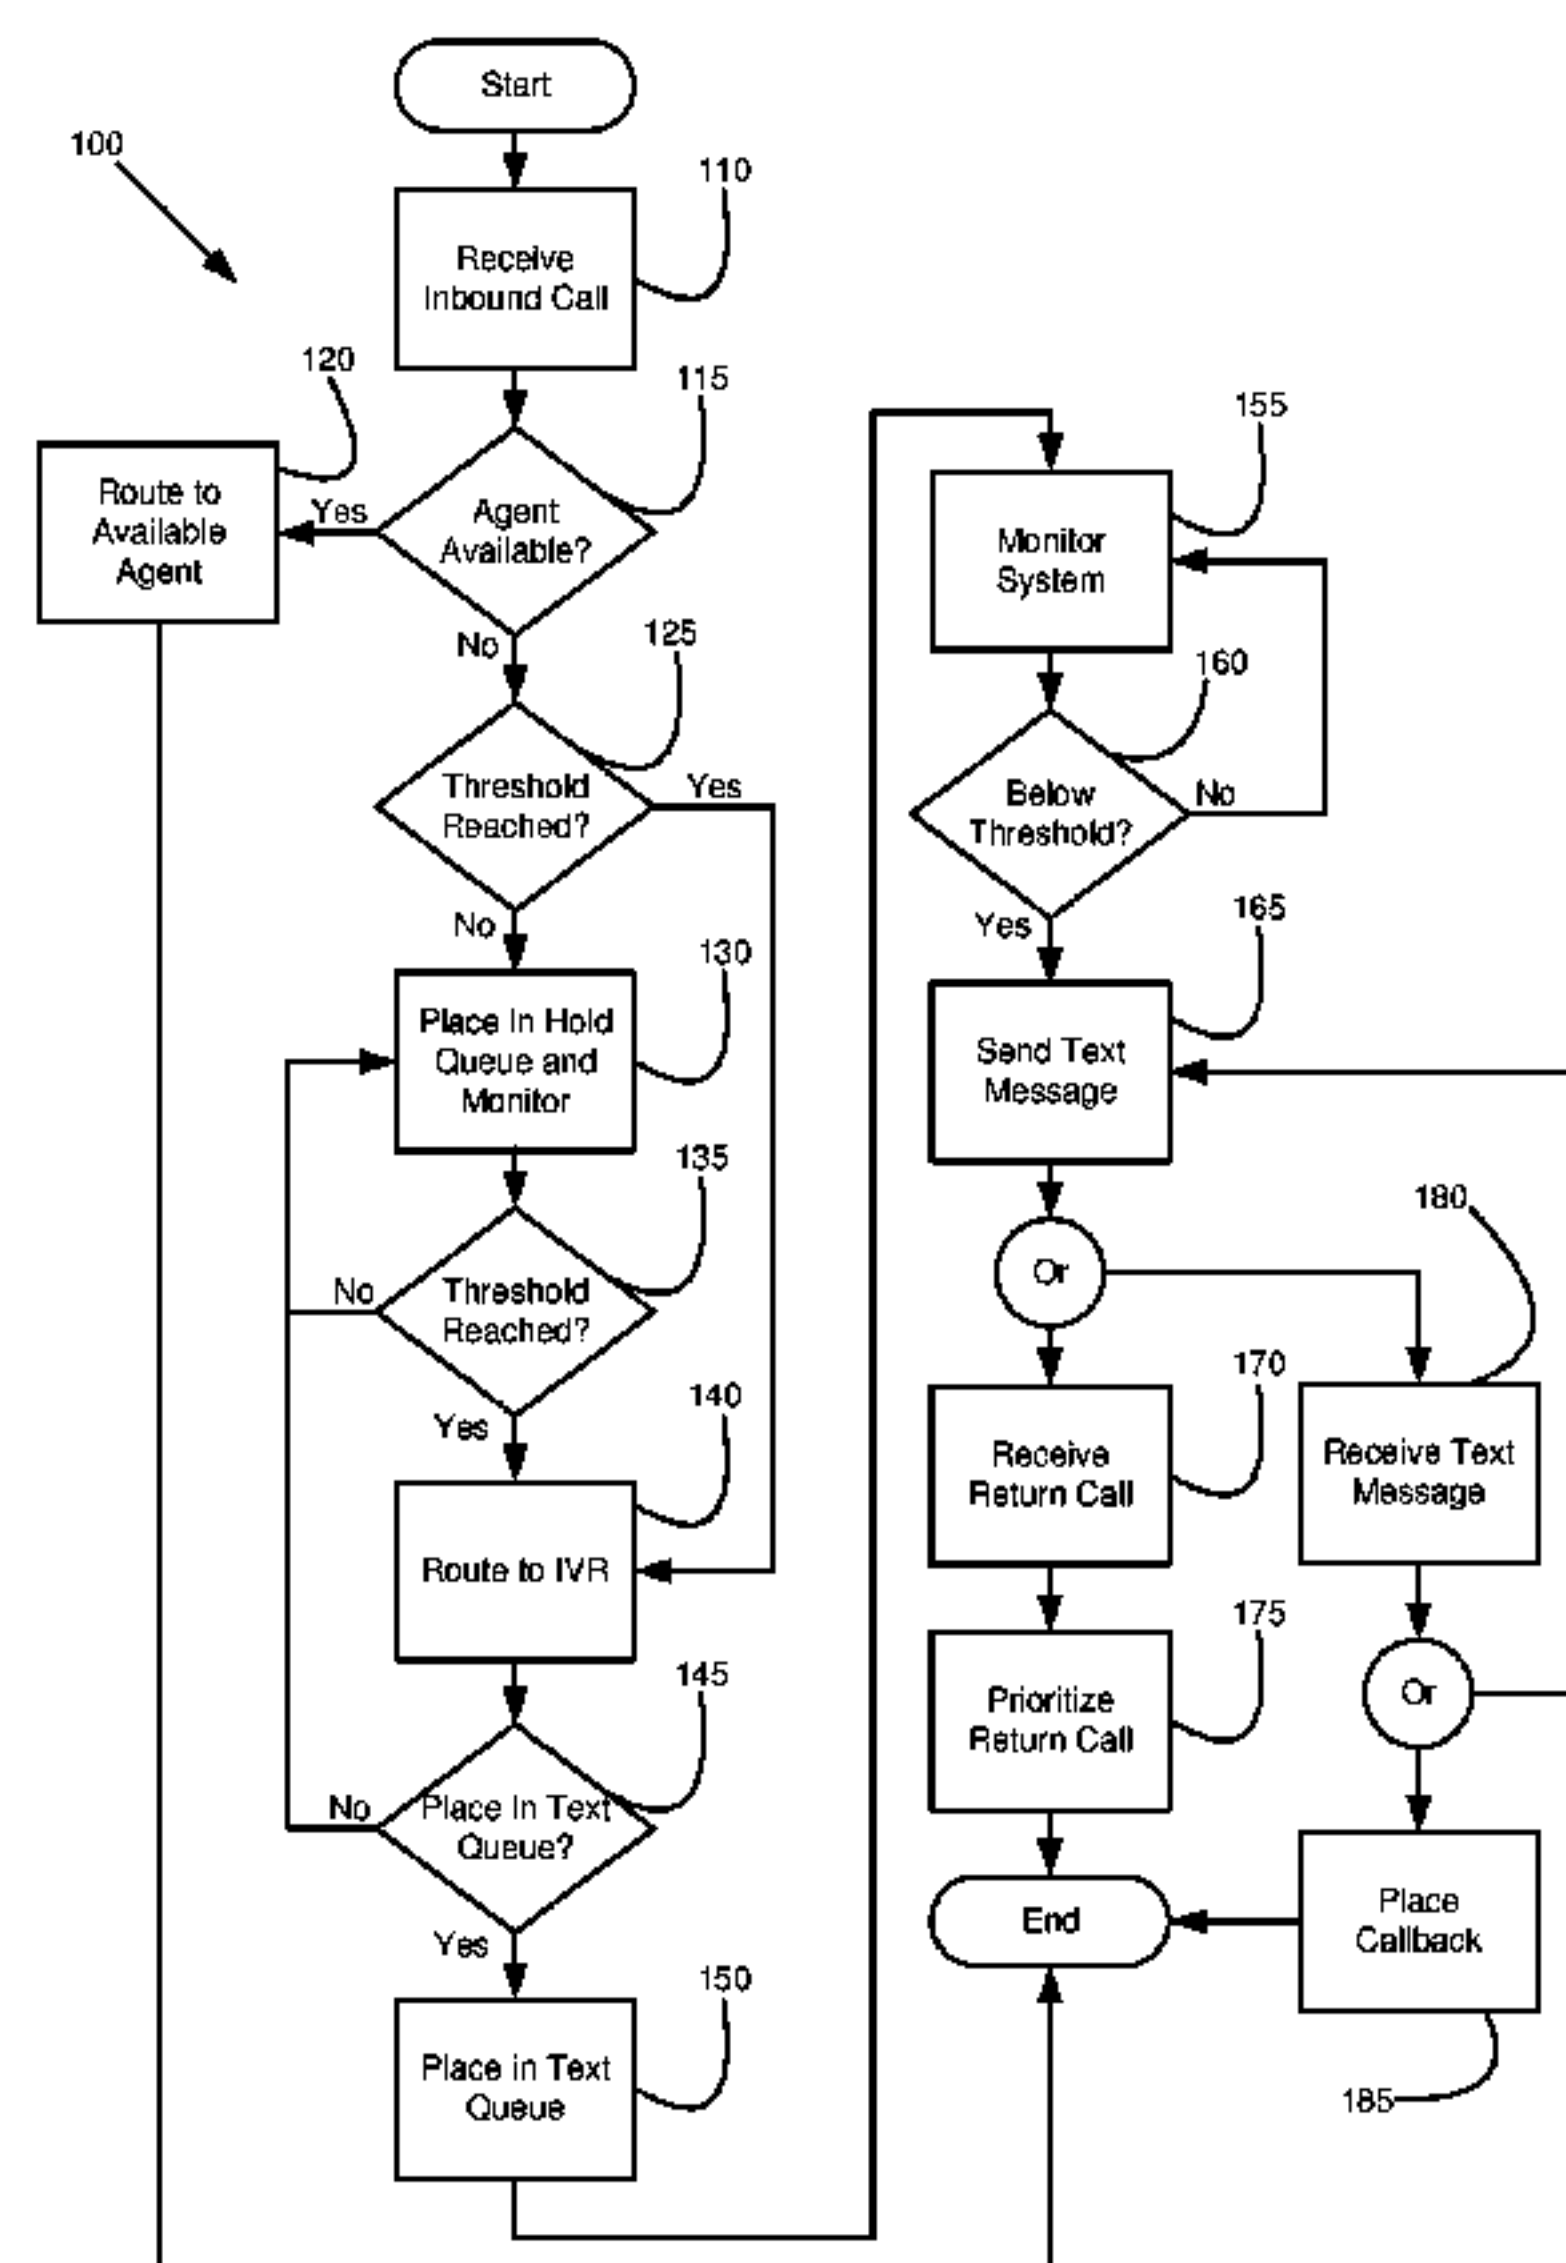 Start
100
110
Receive
Inbound Call
120
115
Route to
Available
Agent
Yes
Agent
Available?
No
125
Threshold
Reached?
Yes
No
130
Place In Hold
Queue and
Monitor
135
No
Threshold
Reached?
Yes
140
Route to IVR
145
No
Place In Text
Queue?
Yes
150
Place in Text
Queue
155
Monitor
System
160
Below
Threshold?
No
Yes
165
Send Text
Message
180
Or
170
Receive
Return Call
Receive Text
Message
175
Prioritize
Return Call
Or
End
Place
Callback
185